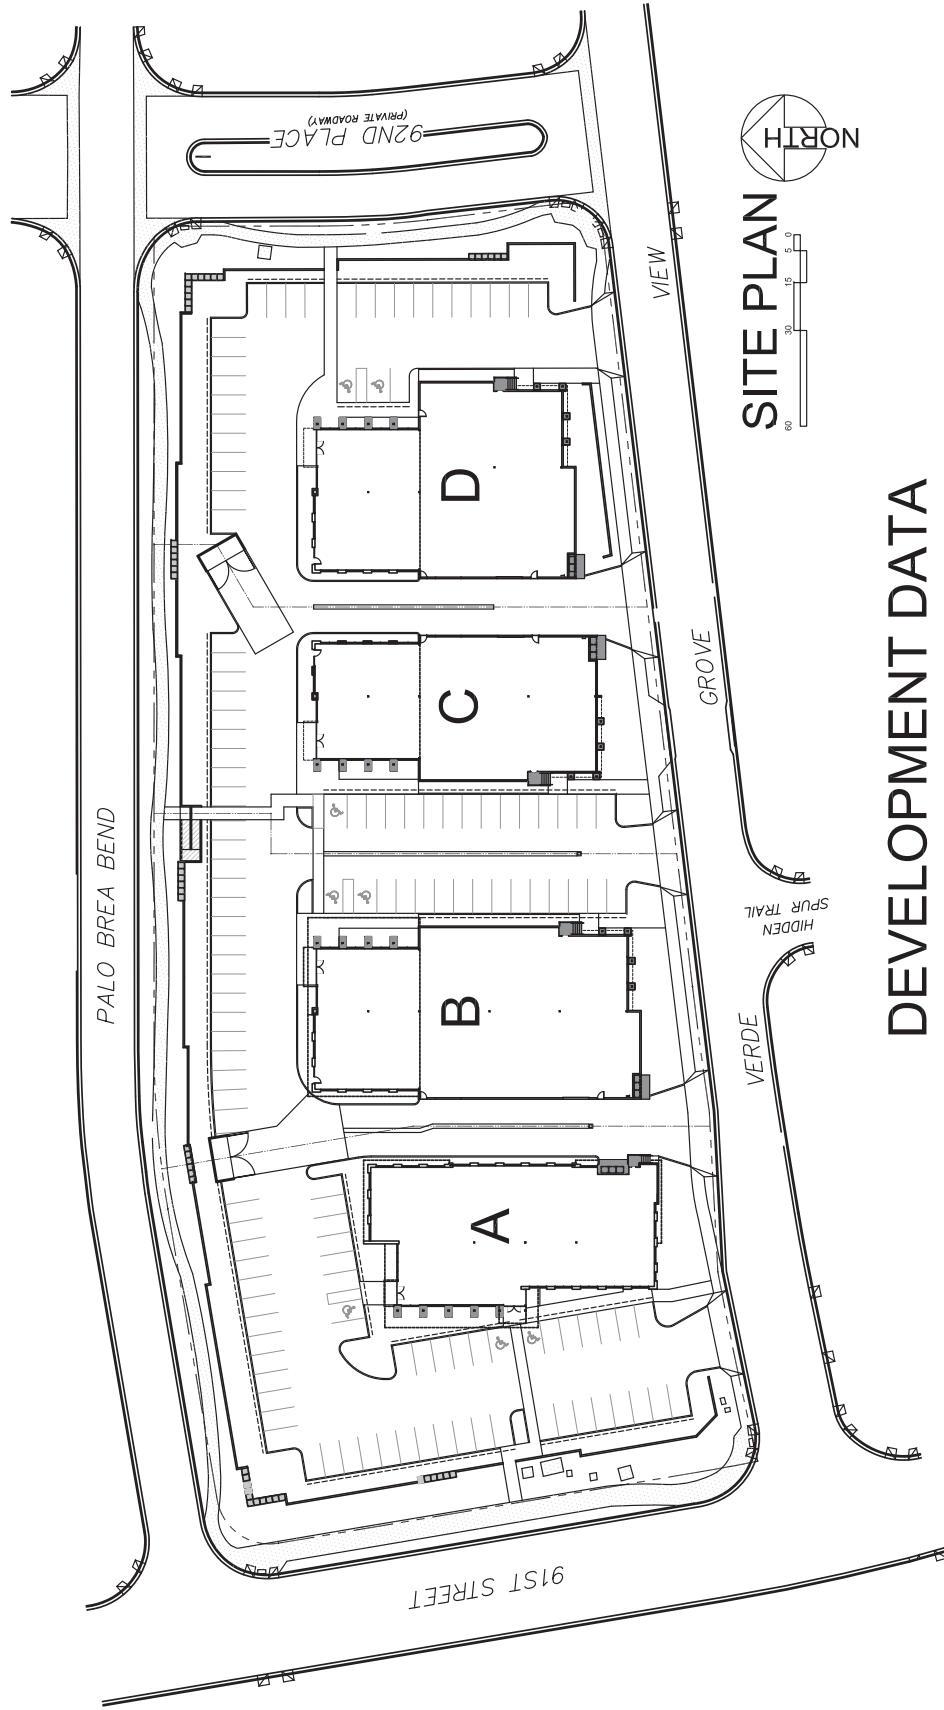 92ND PLACE
(PRIVATE ROADWAY)
NORTH
SITE PLAN
0
5
15
30
60
VIEW
D
C
GROVE
PALO BREA BEND
HIDDEN
SPUR TRAIL
B
VERDE
A
91ST STREET
DEVELOPMENT DATA